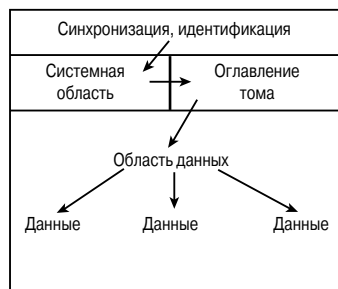 Синхронизация, идентификация
Системная
область
Оглавление
тома
Область данных
Данные
Данные
Данные